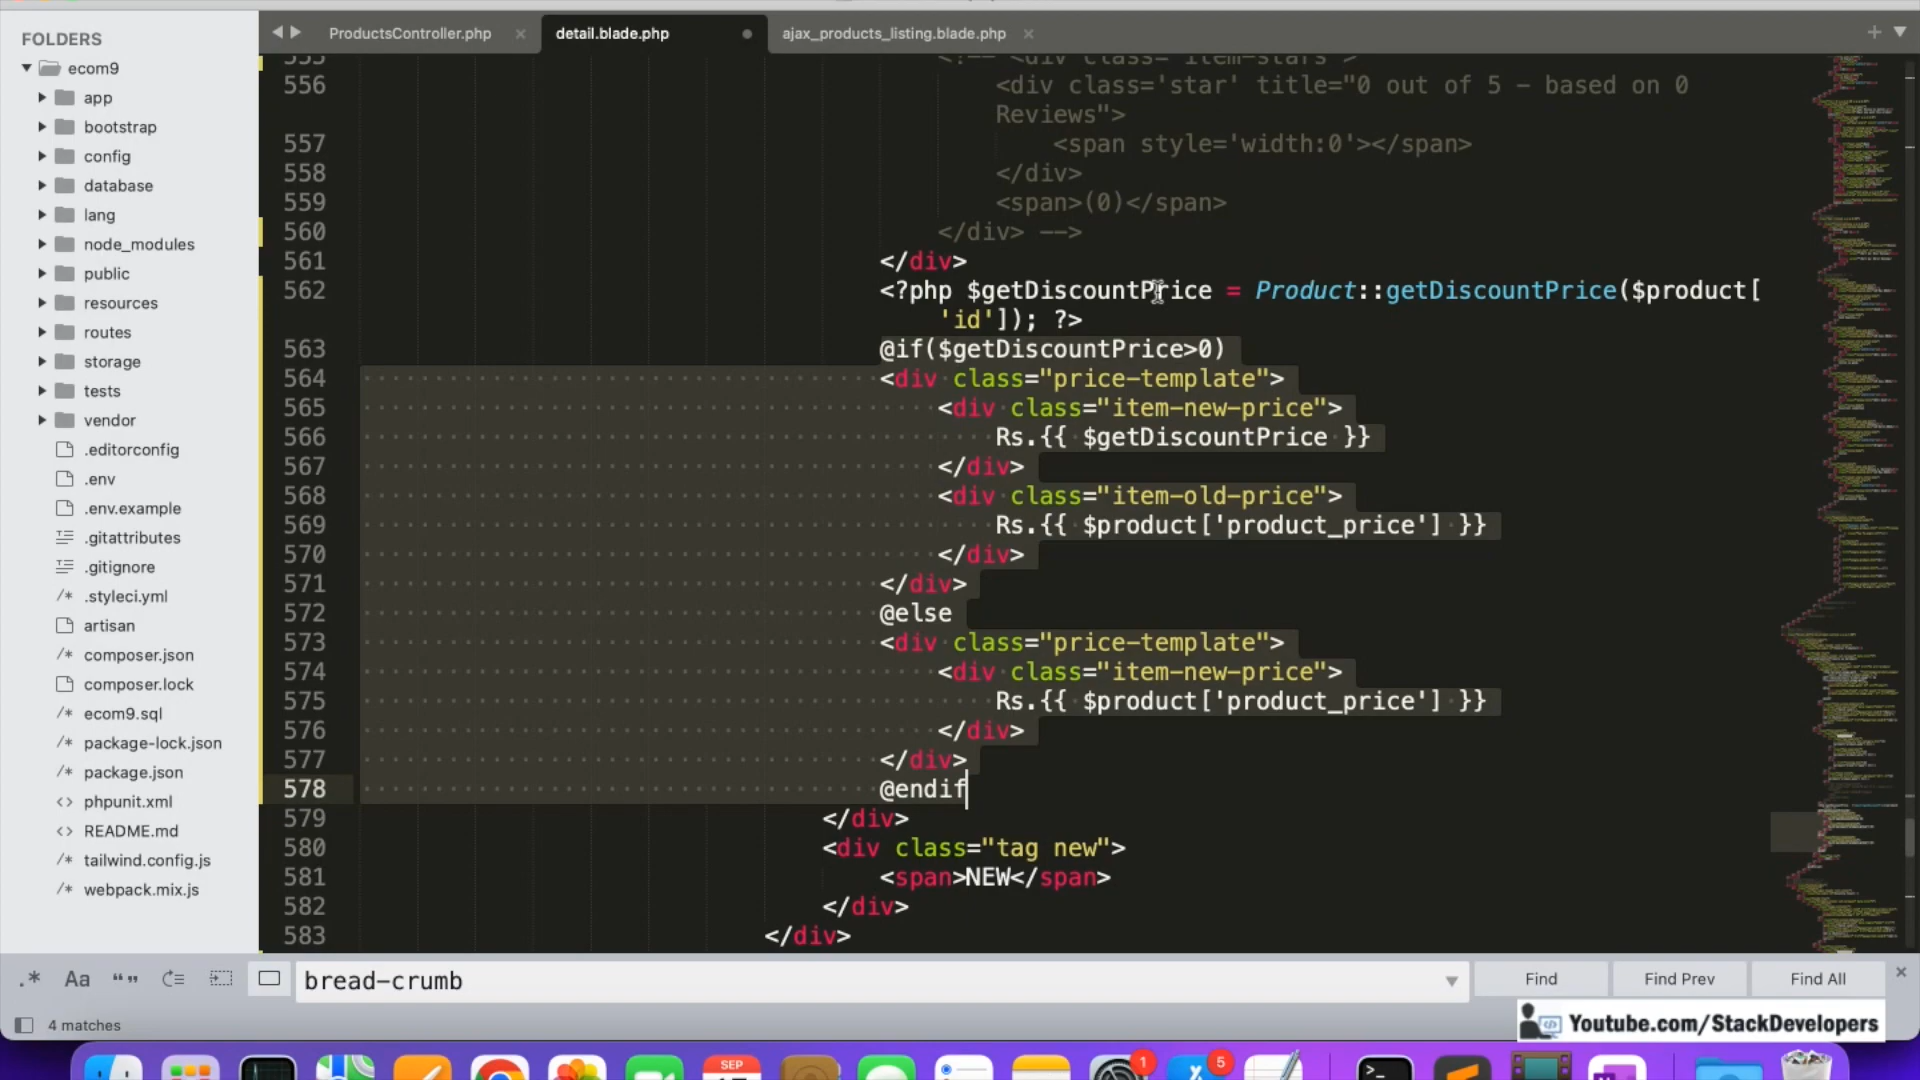 ProductsController.php
detail.blade.php
ajax_products_listing.blade.php
FOLDERS
ecom9
app
bootstrap
config
database
lang
node_modules
public
resources
routes
storage
tests
vendor
.editorconfig
.env
.env.example
.gitattributes
.gitignore
.styleci.yml
artisan
composer.json
composer.lock
ecom9.sql
package-lock.json
package.json
phpunit.xml
README.md
tailwind.config.js
webpack.mix.js
555 <!-- <div class='item-stars'>
556 <div class='star' title="0 out of 5 - based on 0
Reviews">
557 <span style='width:0'></span>
558 </div>
559 <span>(0)</span>
560 </div> -->
561 </div>
562 <?php $getDiscountPrice = Product::getDiscountPrice($product[
'id']); ?>
563 @if($getDiscountPrice>0)
564 <div class="price-template">
565 <div class="item-new-price">
566 Rs.{{ $getDiscountPrice }}
567 </div>
568 <div class="item-old-price">
569 Rs.{{ $product['product_price'] }}
570 </div>
571 </div>
572 @else
573 <div class="price-template">
574 <div class="item-new-price">
575 Rs.{{ $product['product_price'] }}
576 </div>
577 </div>
578 @endif
579 </div>
580 <div class="tag new">
581 <span>NEW</span>
582 </div>
583 </div>
.* Aa “ ”
bread-crumb
Find
Find Prev
Find All
4 matches
Youtube.com/StackDevelopers
SEP
1
5